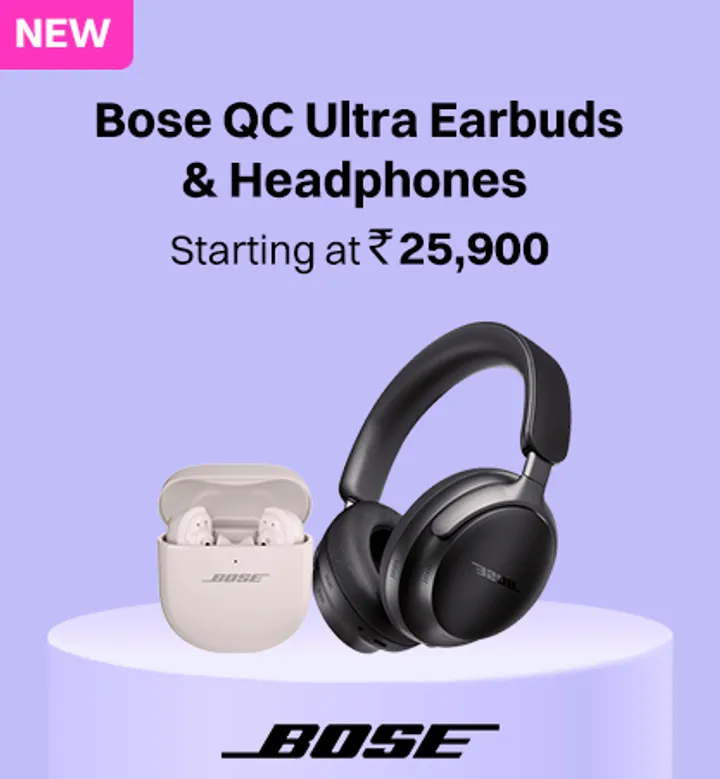 NEW
Bose QC Ultra Earbuds
& Headphones
Starting at ₹25,900
BOSE
BOSE
BOSE